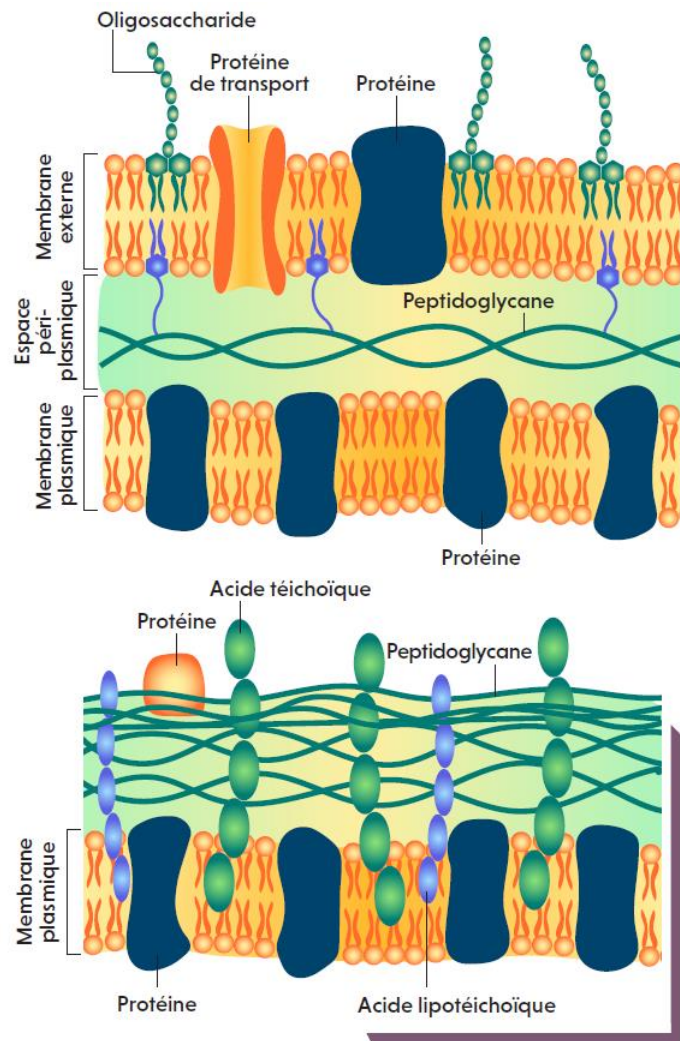 Oligosaccharide
Protéine
de transport
Protéine
Membrane
externe
Espace
péri-
plasmique
Peptidoglycane
Membrane
plasmique
Protéine
Acide téichoïque
Protéine
Peptidoglycane
Membrane
plasmique
Protéine
Acide lipotéichoïque